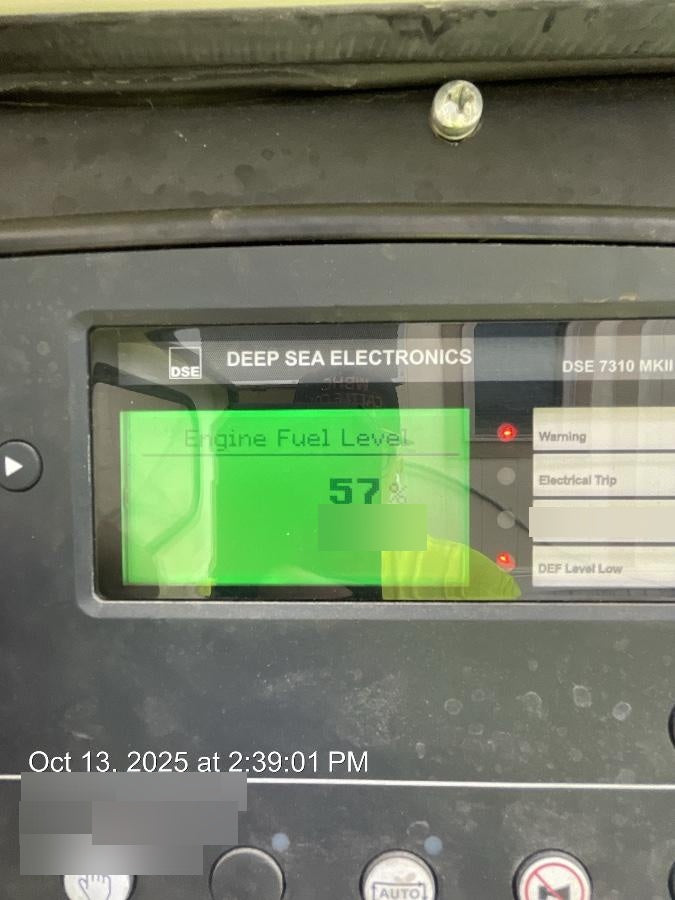 DSE
DEEP SEA ELECTRONICS
DSE 7310 MKII
Engine Fuel Level
57 %
Warning
Electrical Trip
DEF Level Low
Oct 13, 2025 at 2:39:01 PM
AUTO